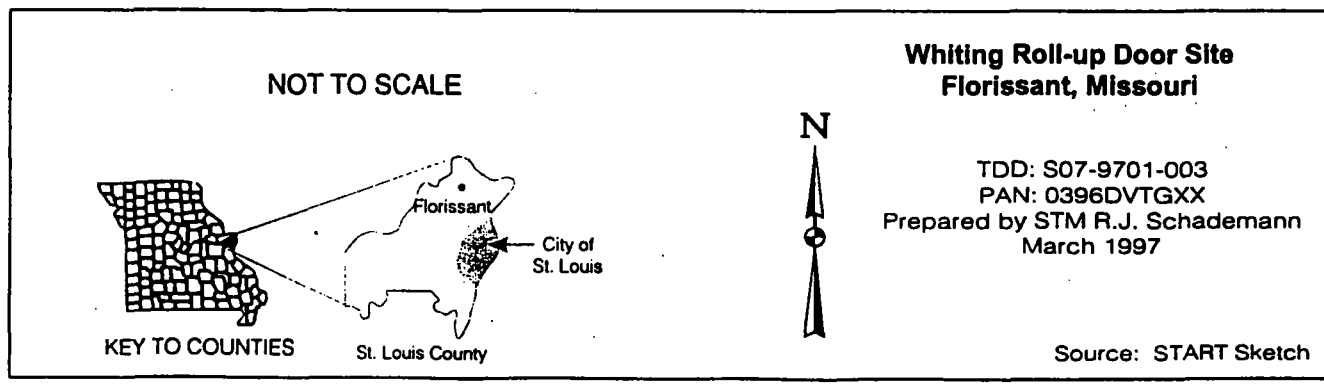 NOT TO SCALE
Florissant
City of
St. Louis
KEY TO COUNTIES
St. Louis County
N
Whiting Roll-up Door Site
Florissant, Missouri
TDD: S07-9701-003
PAN: 0396DVTGXX
Prepared by STM R.J. Schademann
March 1997
Source: START Sketch